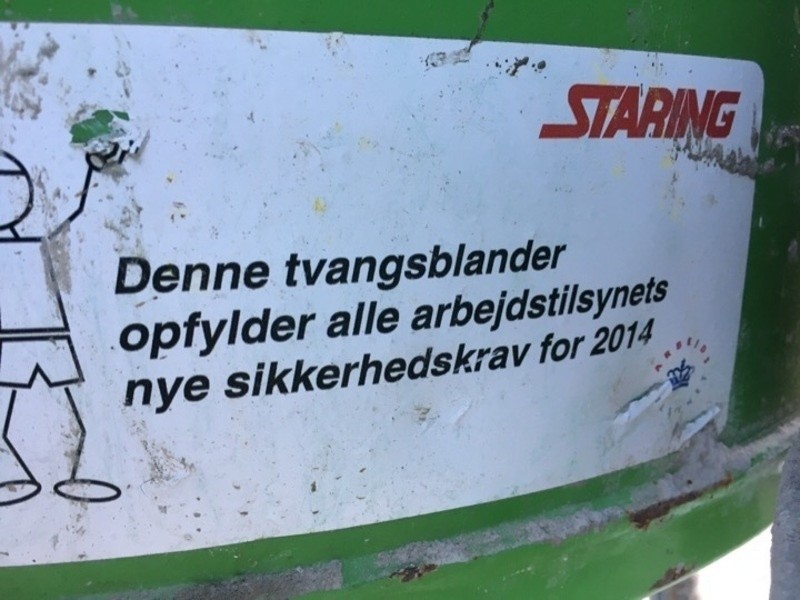 STARING
Denne tvangsblander
opfylder alle arbejdstilsynets
nye sikkerhedskrav for 2014